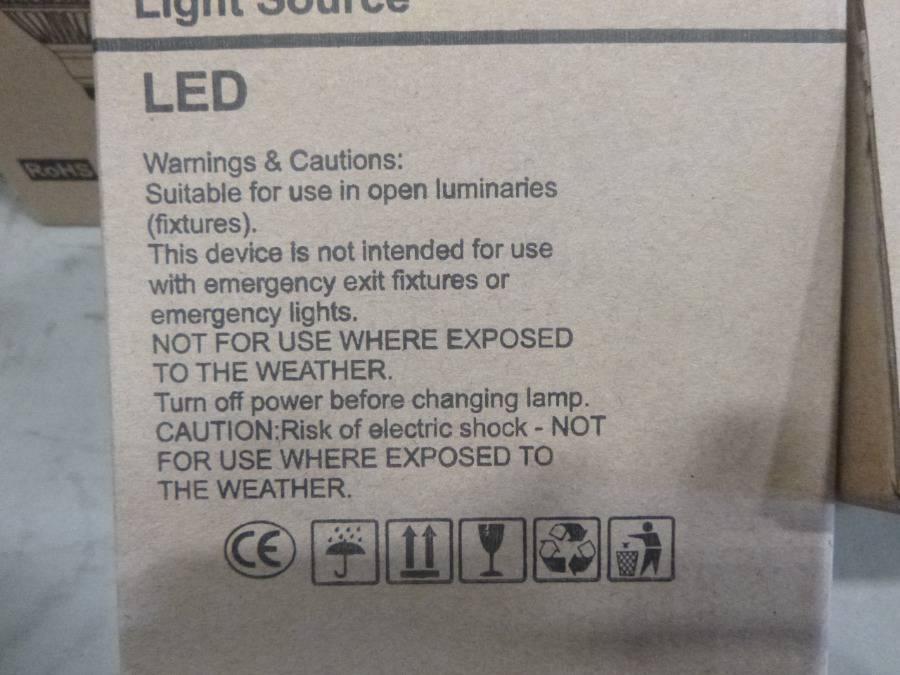 Light Source
LED
RoHS
Warnings & Cautions:
Suitable for use in open luminaries
(fixtures).
This device is not intended for use
with emergency exit fixtures or
emergency lights.
NOT FOR USE WHERE EXPOSED
TO THE WEATHER.
Turn off power before changing lamp.
CAUTION:Risk of electric shock - NOT
FOR USE WHERE EXPOSED TO
THE WEATHER.
CE